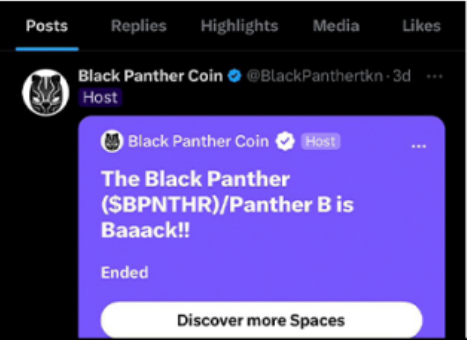 Posts Replies Highlights Media Likes
Black Panther Coin @BlackPanthertkn · 3d ...
Host
Black Panther Coin Host ...
The Black Panther
($BPNTHR)/Panther B is
Baaack!!
Ended
Discover more Spaces